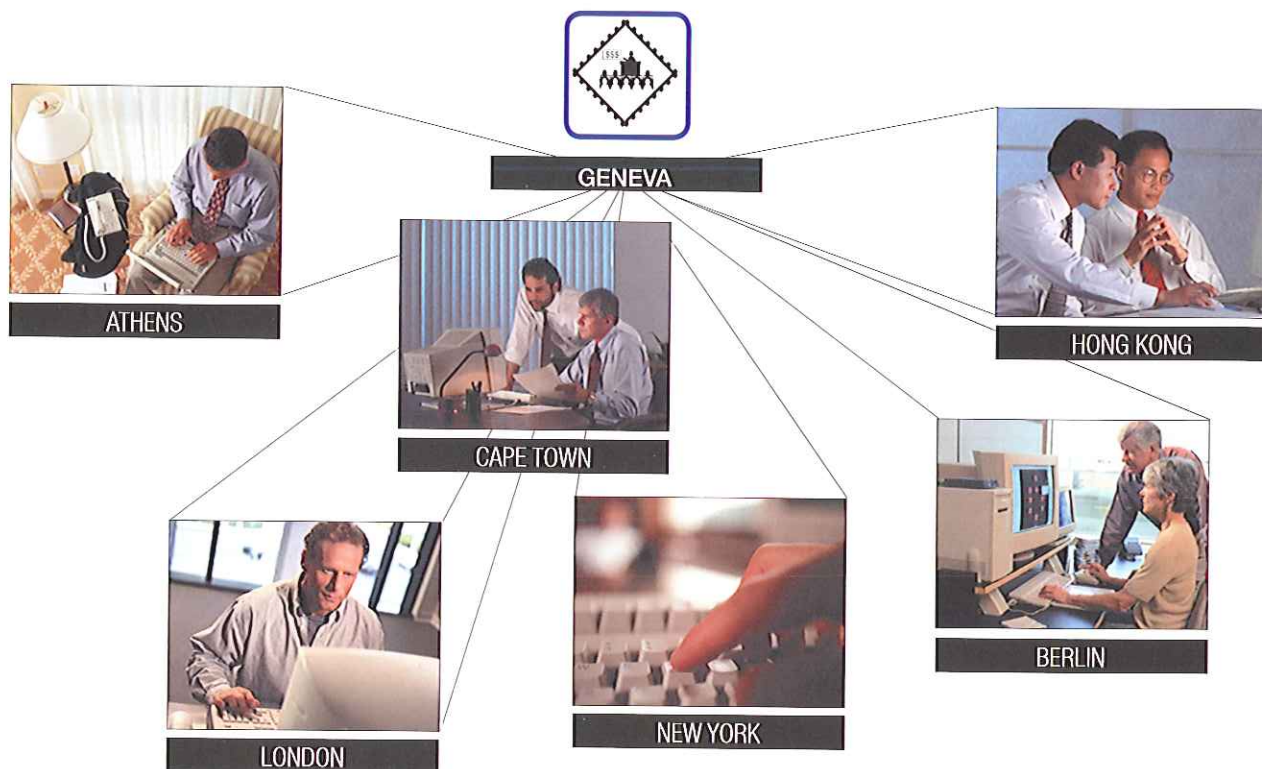 $$$
GENEVA
ATHENS
HONG KONG
CAPE TOWN
BERLIN
NEW YORK
LONDON